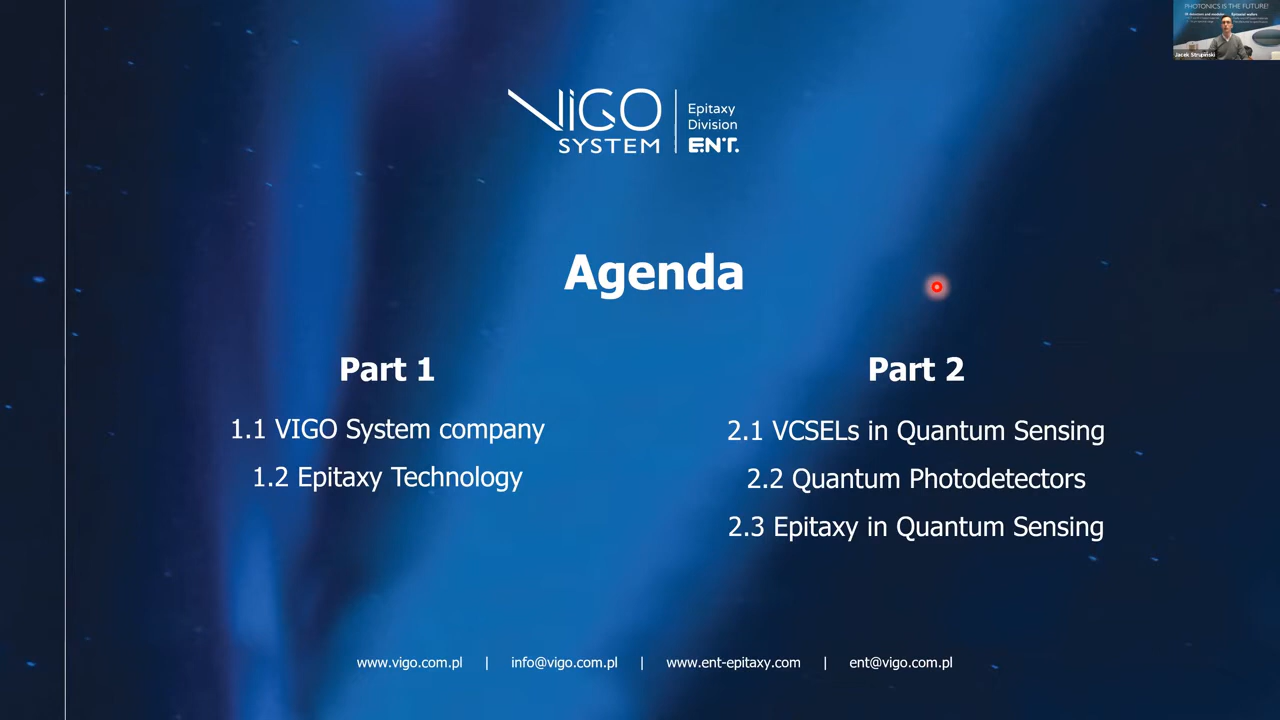 PHOTONICS IS THE FUTURE!
Jacek Strupiński
VIGO
SYSTEM
Epitaxy
Division
E.N.T.
Agenda
Part 1
1.1 VIGO System company
1.2 Epitaxy Technology
Part 2
2.1 VCSELs in Quantum Sensing
2.2 Quantum Photodetectors
2.3 Epitaxy in Quantum Sensing
www.vigo.com.pl | info@vigo.com.pl | www.ent-epitaxy.com | ent@vigo.com.pl